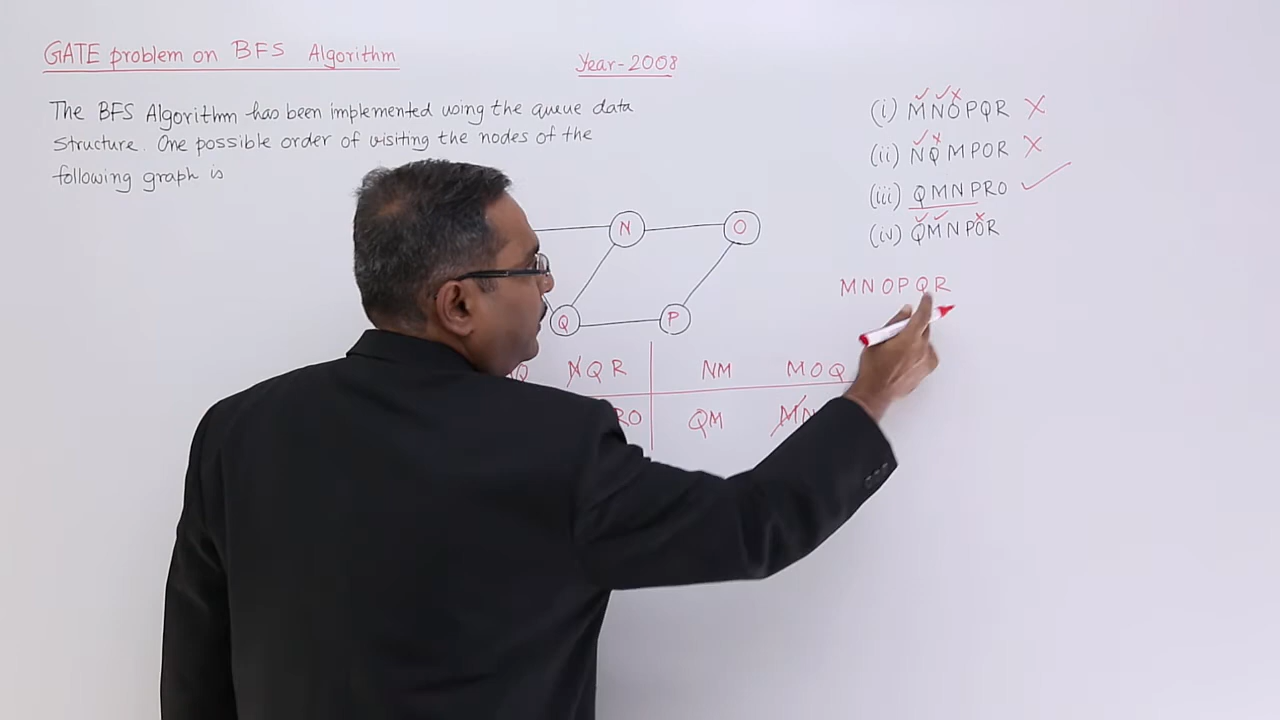 GATE problem on BFS Algorithm
Year-2008
The BFS Algorithm has been implemented using the queue data
structure. One possible order of visiting the nodes of the
following graph is
(i) MNOPQR X
(ii) NQMPOR X
(iii) QMNPRO ✓
(iv) QMNPOR
N
O
Q
P
MNOPQR
Q NQR NM MOQ
RO QM MN